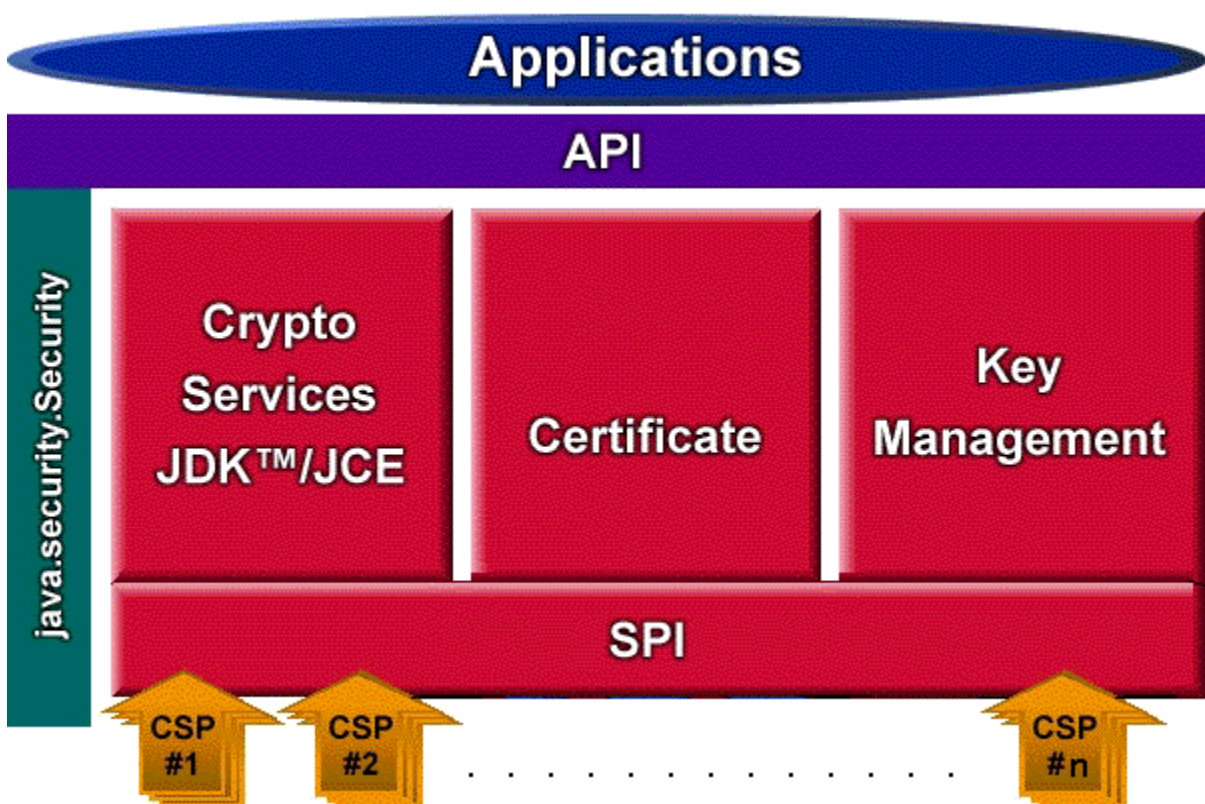 Applications
API
java.security.Security
Crypto
Services
JDK™/JCE
Certificate
Key
Management
SPI
CSP
#1
CSP
#2
. . . . . . . . . . . . .
CSP
#n